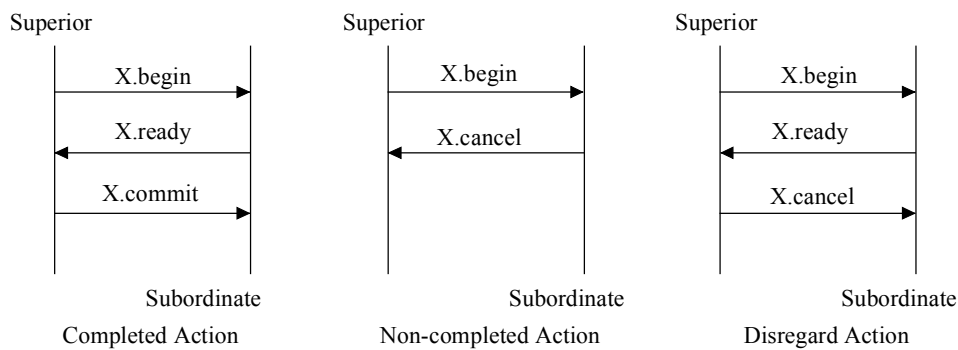 Superior
X.begin
X.ready
X.commit
Subordinate
Completed Action
Superior
X.begin
X.cancel
Subordinate
Non-completed Action
Superior
X.begin
X.ready
X.cancel
Subordinate
Disregard Action